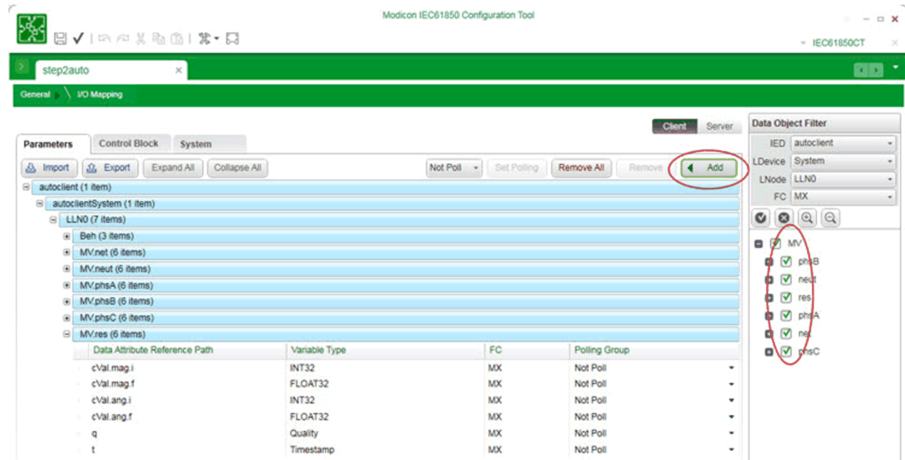 Modicon IEC61850 Configuration Tool
IEC61850CT
step2auto
General
I/O Mapping
Client Server
Data Object Filter
Parameters Control Block System
IED autoclient
Import Export Expand All Collapse All Not Poll Set Polling Remove All Remove Add
LDevice System
LNode LLN0
FC MX
autoclient (1 item)
autoclientSystem (1 item)
LLN0 (7 items)
Beh (3 items)
MV.net (6 items)
MV.neut (6 items)
MV.phsA (6 items)
MV.phsB (6 items)
MV.phsC (6 items)
MV.res (6 items)
MV
phsB
neut
res
phsA
net
phsC
Data Attribute Reference Path Variable Type FC Polling Group
cVal.mag.i INT32 MX Not Poll
cVal.mag.f FLOAT32 MX Not Poll
cVal.ang.i INT32 MX Not Poll
cVal.ang.f FLOAT32 MX Not Poll
q Quality MX Not Poll
t Timestamp MX Not Poll